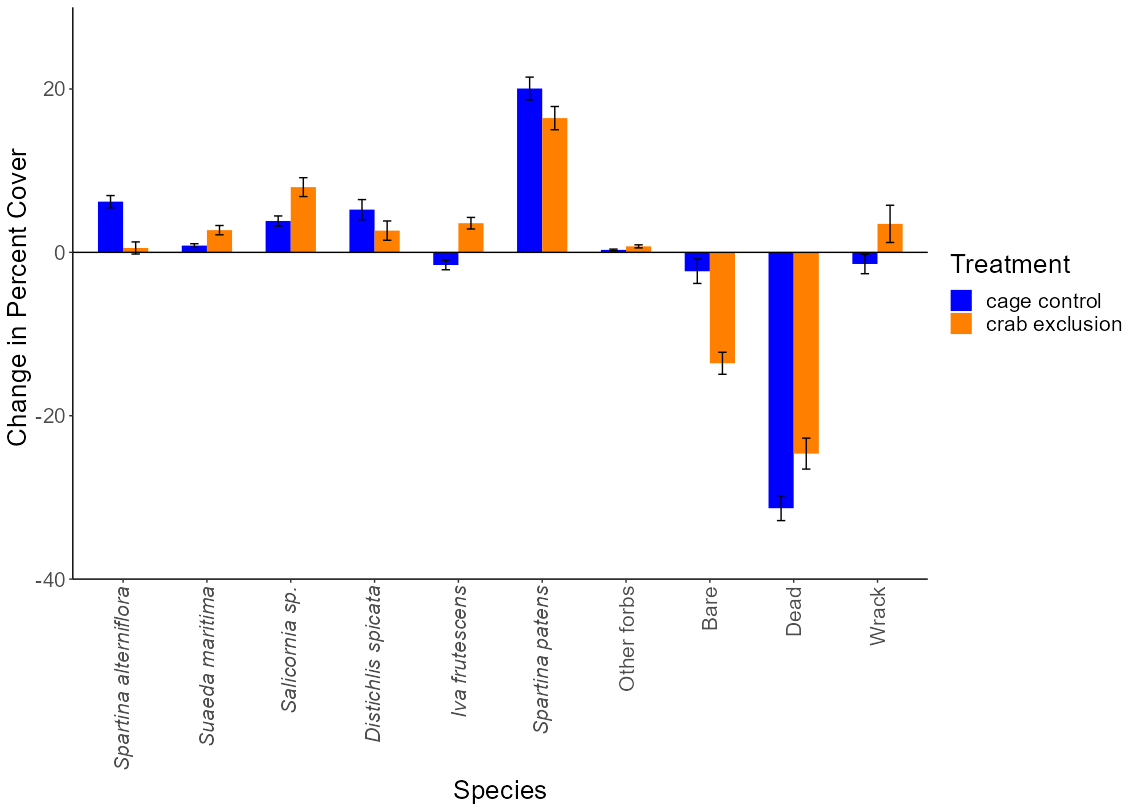 Change in Percent Cover
20
0
-20
-40
Spartina alterniflora
Suaeda maritima
Salicornia sp.
Distichlis spicata
Iva frutescens
Spartina patens
Other forbs
Bare
Dead
Wrack
Species
Treatment
cage control
crab exclusion